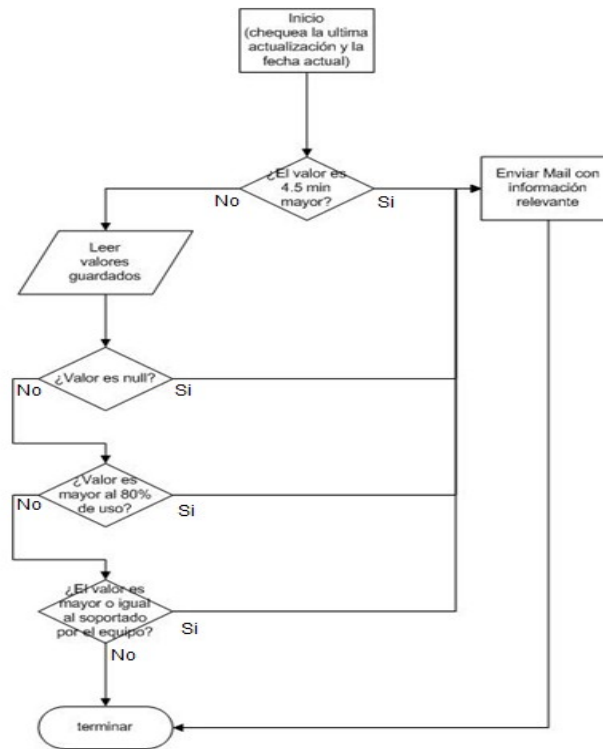 Inicio
(chequea la ultima
actualización y la
fecha actual)
¿El valor es
4.5 min
mayor?
No
Si
Enviar Mail con
información
relevante
Leer
valores
guardados
¿Valor es null?
No
Si
¿Valor es
mayor al 80%
de uso?
No
Si
¿El valor es
mayor o igual
al soportado
por el equipo?
Si
No
terminar